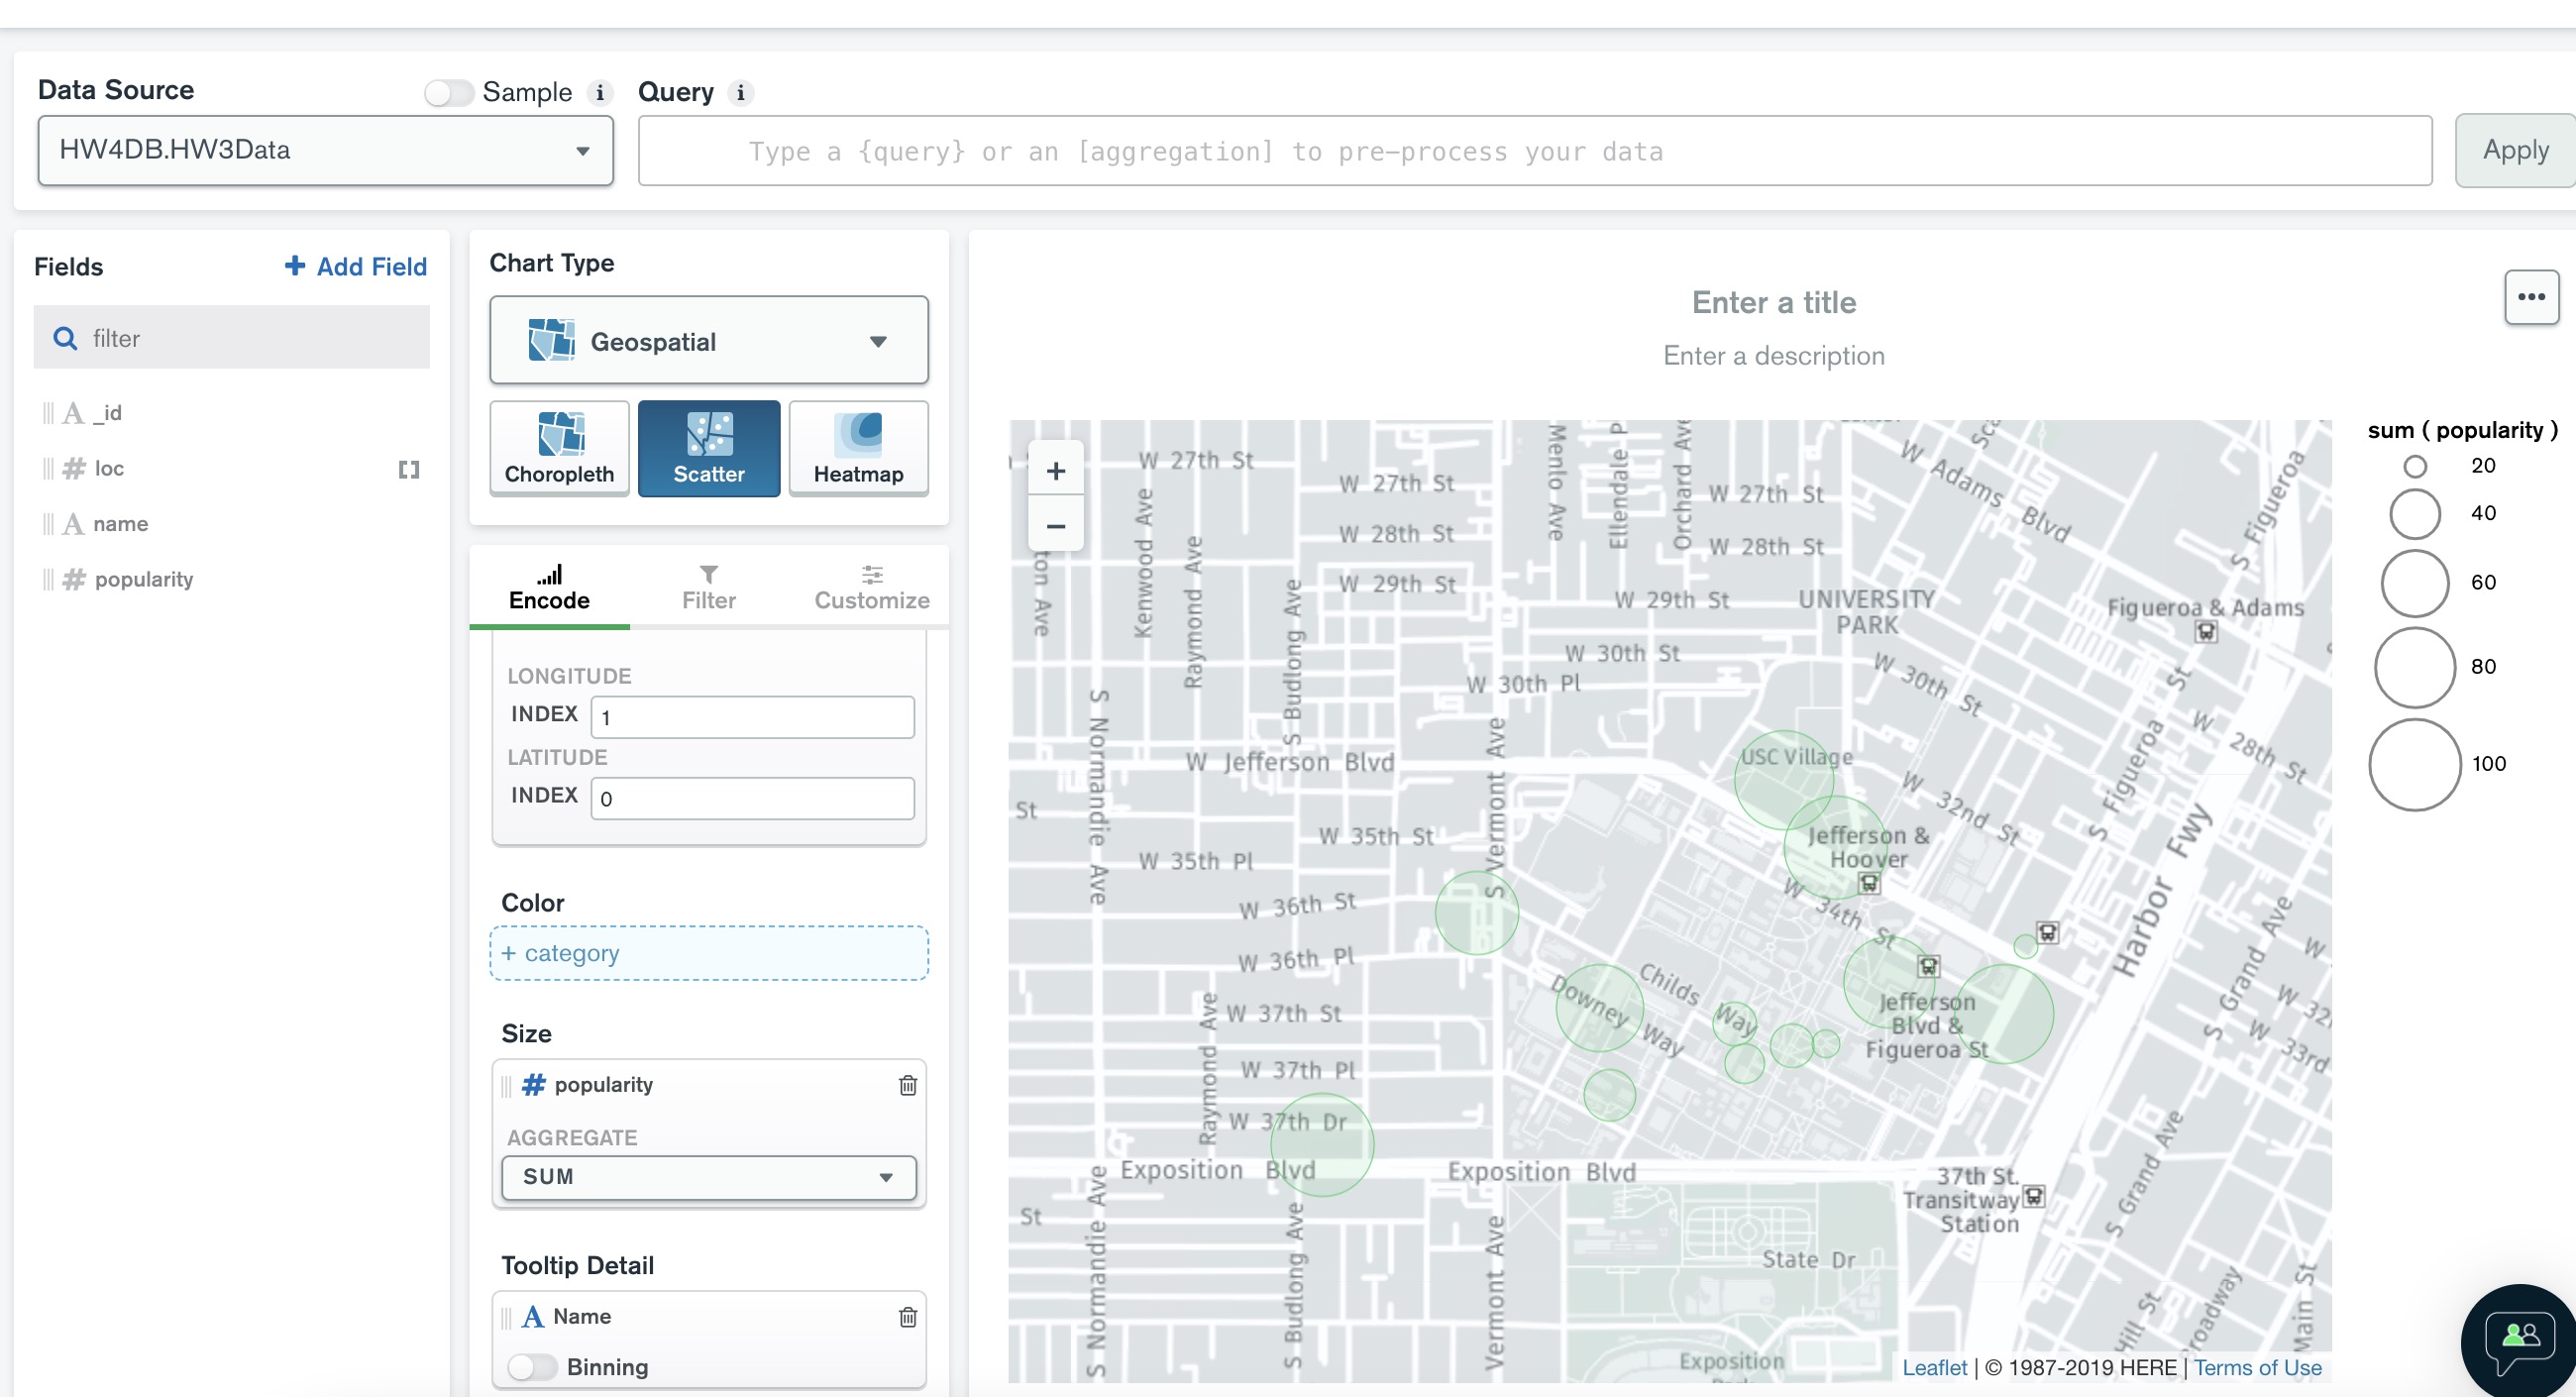 Data Source
Sample
Query
HW4DB.HW3Data
Type a {query} or an [aggregation] to pre-process your data
Apply
Fields
+ Add Field
filter
_id
loc
name
popularity
Chart Type
Geospatial
Choropleth
Scatter
Heatmap
Encode
Filter
Customize
LONGITUDE
INDEX 1
LATITUDE
INDEX 0
Color
+ category
Size
# popularity
AGGREGATE
SUM
Tooltip Detail
A Name
Binning
Enter a title
Enter a description
sum ( popularity )
20
40
60
80
100
+
−
W 27th St
W 27th St
W 27th St
W 28th St
W 28th St
W 29th St
W 29th St
W 30th St
W 30th Pl
W 30th St
W Adams Blvd
S Figueroa
Menlo Ave
Ellendale P
Orchard Ave
Kenwood Ave
Raymond Ave
S Budlong Ave
ton Ave
UNIVERSITY
PARK
Figueroa & Adams
S Normandie Ave
W Jefferson Blvd
S Vermont Ave
USC Village
W 28th St
S Figueroa St
W 32nd St
Harbor Fwy
St
W 35th St
W 35th Pl
Jefferson &
Hoover
W 34th St
W 36th St
W 36th Pl
W 37th St
W 37th Pl
W 37th Dr
Raymond Ave
Downey Way
Childs Way
Jefferson
Blvd &
Figueroa St
S Grand Ave
W 32
W 33rd
Exposition Blvd
Exposition Blvd
37th St.
Transitway
Station
S Grand Ave
St
S Normandie Ave
S Budlong Ave
Vermont Ave
State Dr
Exposition
Hill St
roadway
Main St
Leaflet | © 1987-2019 HERE | Terms of Use